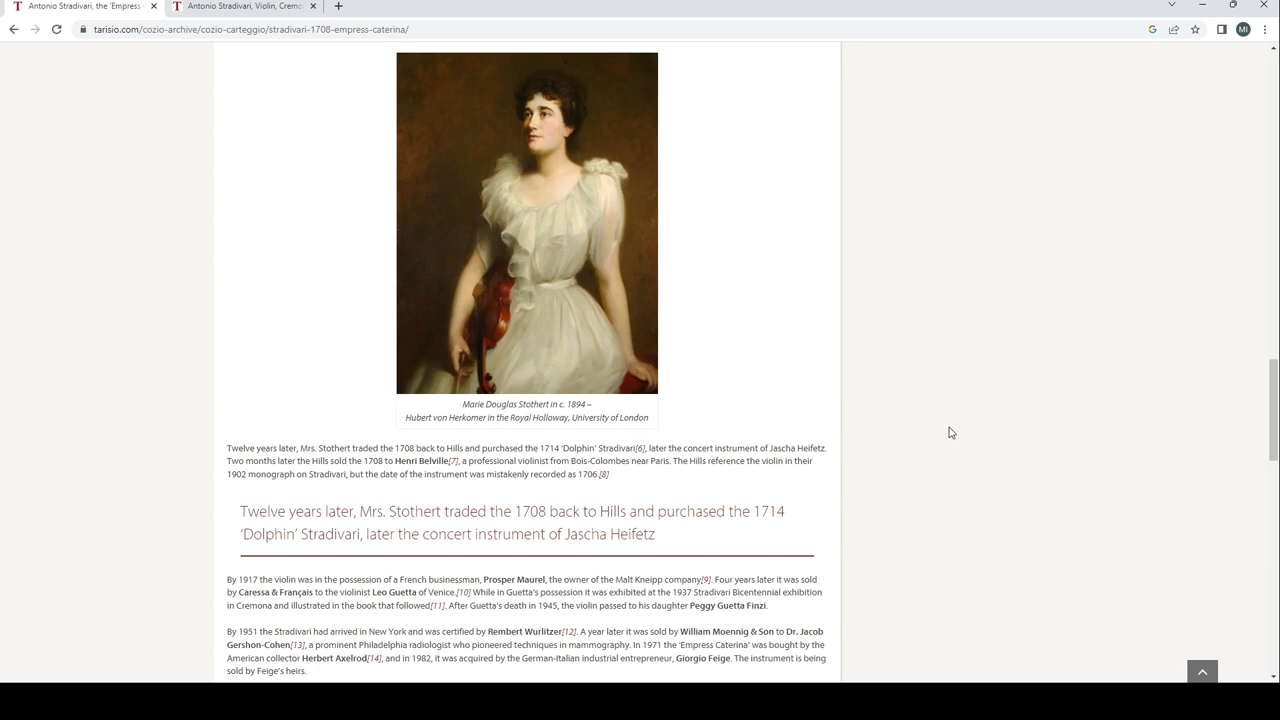 Antonio Stradivari, the 'Empress
Antonio Stradivari, Violin, Cremo
tarisio.com/cozio-archive/cozio-carteggio/stradivari-1708-empress-caterina/
MI
Marie Douglas Stothert in c. 1894 –
Hubert von Herkomer in the Royal Holloway, University of London
Twelve years later, Mrs. Stothert traded the 1708 back to Hills and purchased the 1714 'Dolphin' Stradivari[6], later the concert instrument of Jascha Heifetz.
Two months later the Hills sold the 1708 to Henri Belville[7], a professional violinist from Bois-Colombes near Paris. The Hills reference the violin in their
1902 monograph on Stradivari, but the date of the instrument was mistakenly recorded as 1706.[8]
Twelve years later, Mrs. Stothert traded the 1708 back to Hills and purchased the 1714
'Dolphin' Stradivari, later the concert instrument of Jascha Heifetz
By 1917 the violin was in the possession of a French businessman, Prosper Maurel, the owner of the Malt Kneipp company[9]. Four years later it was sold
by Caressa & Français to the violinist Leo Guetta of Venice.[10] While in Guetta's possession it was exhibited at the 1937 Stradivari Bicentennial exhibition
in Cremona and illustrated in the book that followed[11]. After Guetta's death in 1945, the violin passed to his daughter Peggy Guetta Finzi.
By 1951 the Stradivari had arrived in New York and was certified by Rembert Wurlitzer[12]. A year later it was sold by William Moennig & Son to Dr. Jacob
Gershon-Cohen[13], a prominent Philadelphia radiologist who pioneered techniques in mammography. In 1971 the 'Empress Caterina' was bought by the
American collector Herbert Axelrod[14], and in 1982, it was acquired by the German-Italian industrial entrepreneur, Giorgio Feige. The instrument is being
sold by Feige's heirs.